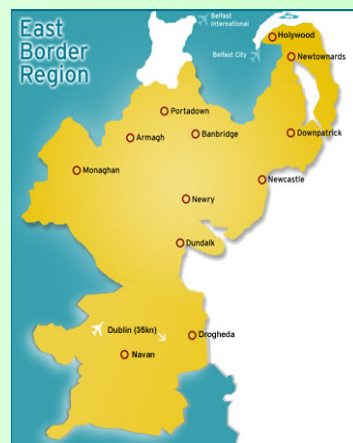 East
Border
Region
Belfast
International
Belfast City
Holywood
Newtownards
Portadown
Armagh
Banbridge
Downpatrick
Monaghan
Newcastle
Newry
Dundalk
Dublin (35kn)
Drogheda
Navan